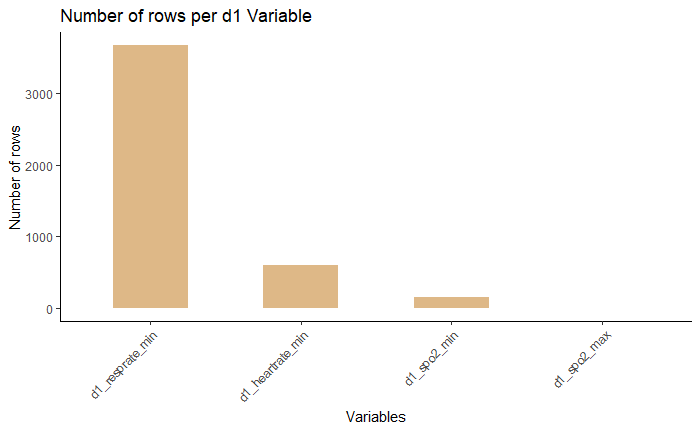 Number of rows per d1 Variable
Number of rows
3000
2000
1000
0
d1_resprate_min
d1_heartrate_min
d1_spo2_min
d1_spo2_max
Variables